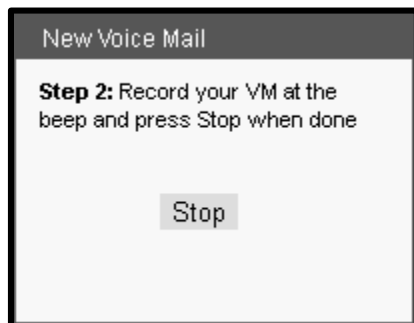 New Voice Mail
Step 2: Record your VM at the
beep and press Stop when done
Stop